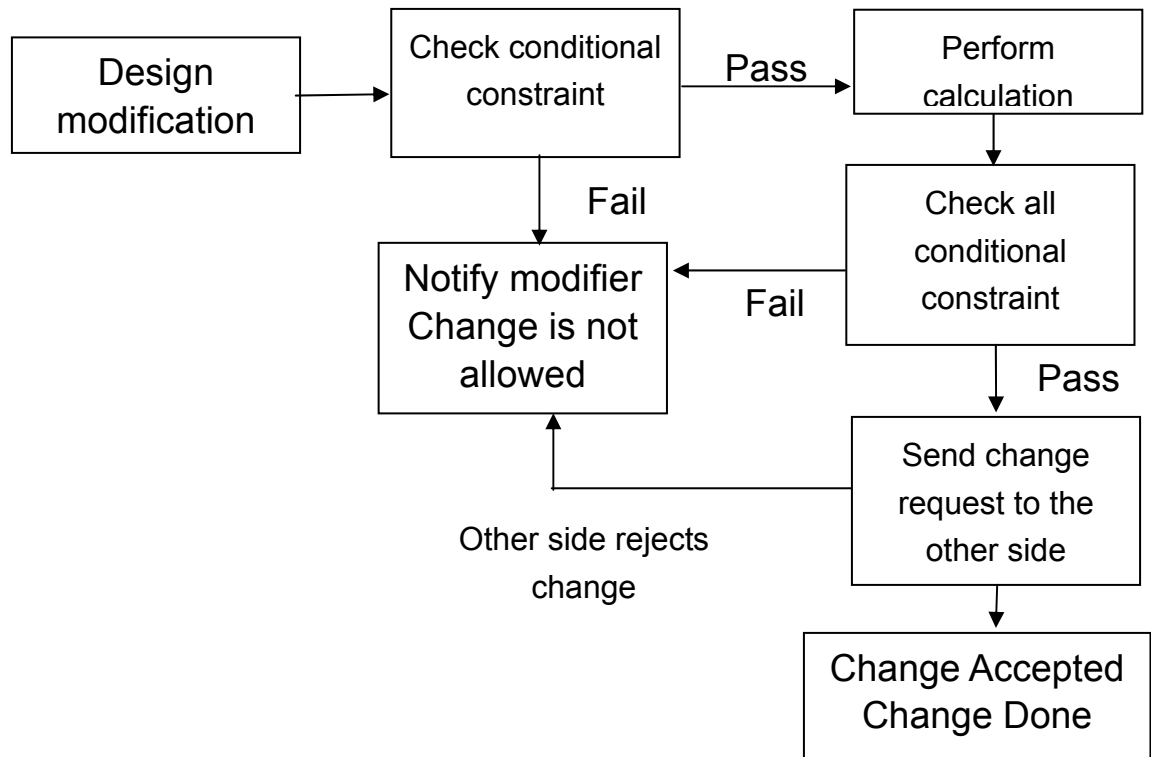 Design
modification
Check conditional
constraint
Pass
Perform
calculation
Fail
Check all
conditional
constraint
Notify modifier
Change is not
allowed
Fail
Pass
Send change
request to the
other side
Other side rejects
change
Change Accepted
Change Done